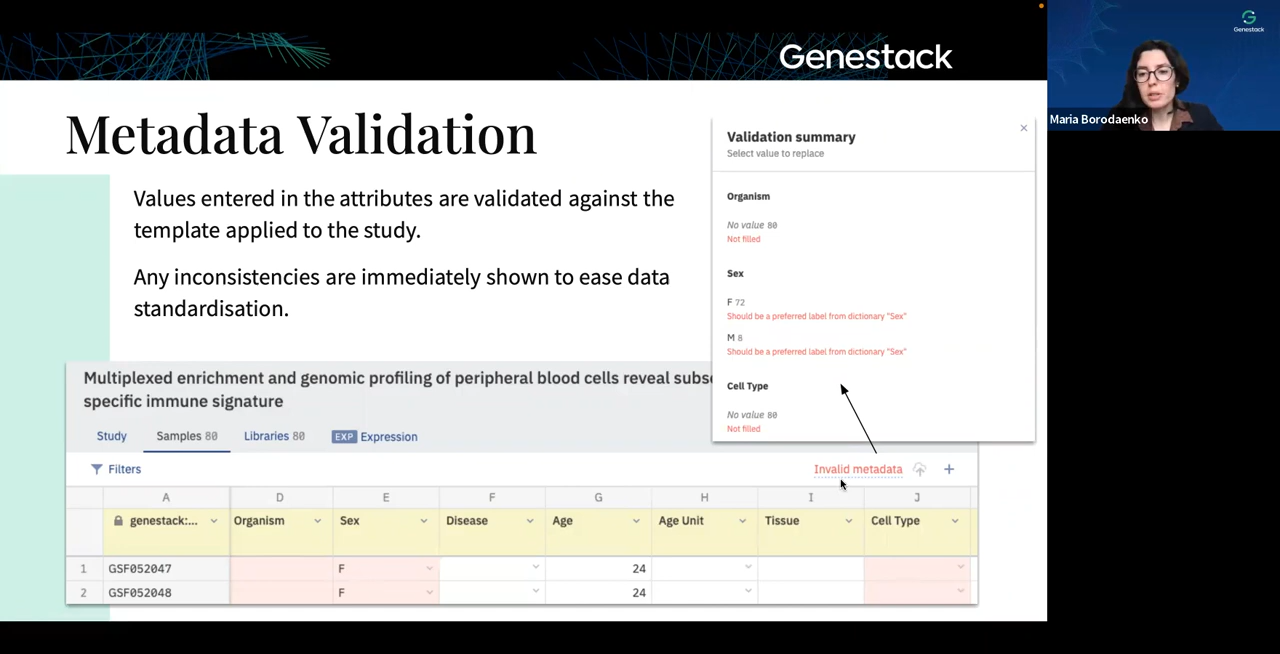 Genestack
Genestack
Maria Borodaenko
Metadata Validation
Values entered in the attributes are validated against the
template applied to the study.
Any inconsistencies are immediately shown to ease data
standardisation.
Validation summary
Select value to replace
Organism
No value 80
Not filled
Sex
F 72
Should be a preferred label from dictionary "Sex"
M 8
Should be a preferred label from dictionary "Sex"
Cell Type
No value 80
Not filled
Multiplexed enrichment and genomic profiling of peripheral blood cells reveal subse
specific immune signature
Study Samples 80 Libraries 80 EXP Expression
Filters Invalid metadata +
A D E F G H I J
genestack:... Organism Sex Disease Age Age Unit Tissue Cell Type
1 GSF052047 F 24
2 GSF052048 F 24